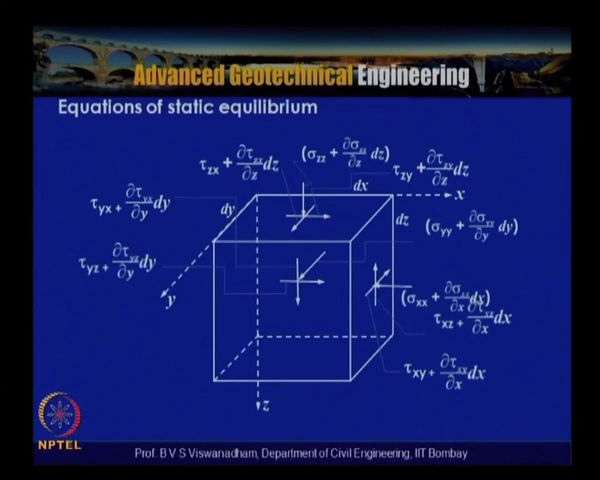 Advanced Geotechnical Engineering
Equations of static equilibrium
τzx + ∂τzx/∂z dz
(σzz + ∂σzz/∂z dz)
τzy + ∂τzy/∂z dz
dx
x
τyx + ∂τyx/∂y dy
dy
dz
(σyy + ∂σyy/∂y dy)
τyz + ∂τyz/∂y dy
y
(σxx + ∂σxx/∂x dx)
τxz + ∂τxz/∂x dx
τxy + ∂τxy/∂x dx
z
NPTEL
Prof. B V S Viswanadham, Department of Civil Engineering, IIT Bombay